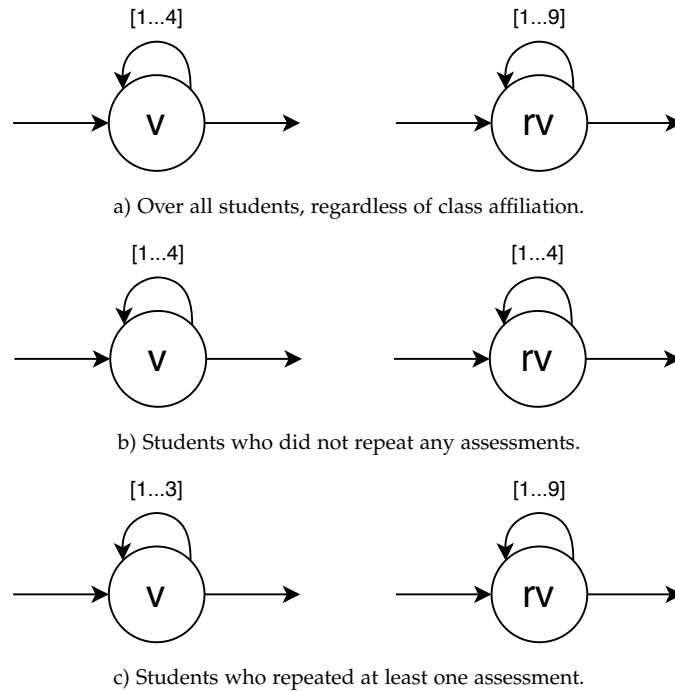 [1...4] [1...9]
v rv
a) Over all students, regardless of class affiliation.
[1...4] [1...4]
v rv
b) Students who did not repeat any assessments.
[1...3] [1...9]
v rv
c) Students who repeated at least one assessment.